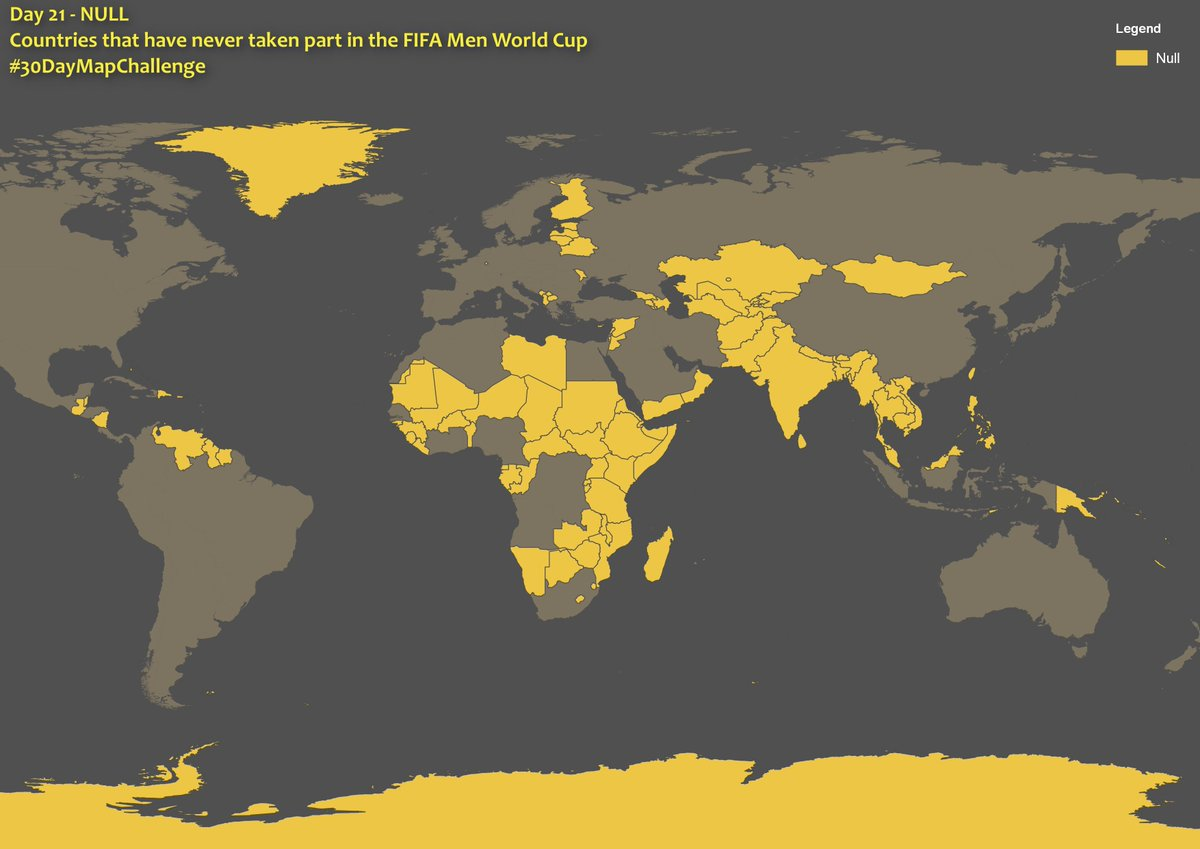 Day 21 - NULL
Countries that have never taken part in the FIFA Men World Cup
#30DayMapChallenge
Legend
Null